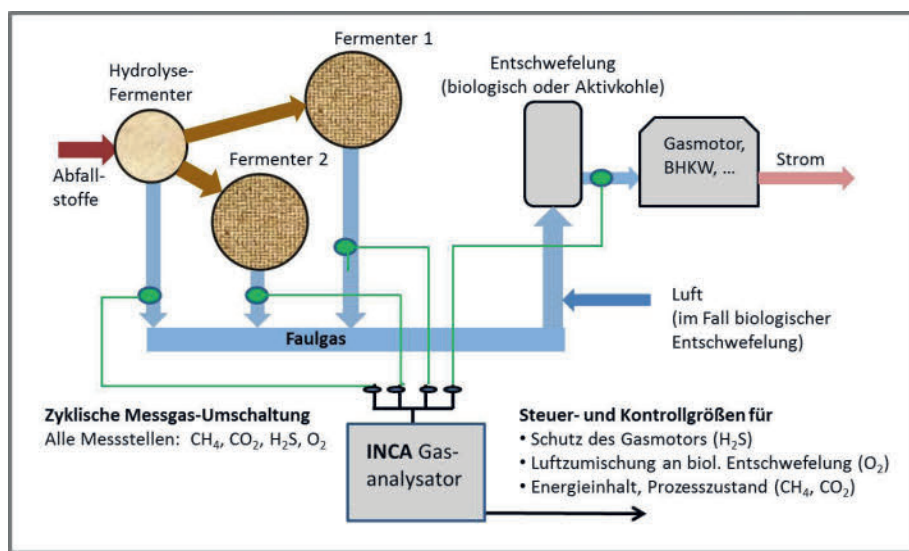 Fermenter 1
Hydrolyse-
Fermenter
Entschwefelung
(biologisch oder Aktivkohle)
Abfall-
stoffe
Fermenter 2
Gasmotor,
BHKW, ...
Strom
Luft
(im Fall biologischer
Entschwefelung)
Faulgas
Zyklische Messgas-Umschaltung
Alle Messstellen: CH₄, CO₂, H₂S, O₂
INCA Gas-
analysator
Steuer- und Kontrollgrößen für
• Schutz des Gasmotors (H₂S)
• Luftzumischung an biol. Entschwefelung (O₂)
• Energieinhalt, Prozesszustand (CH₄, CO₂)